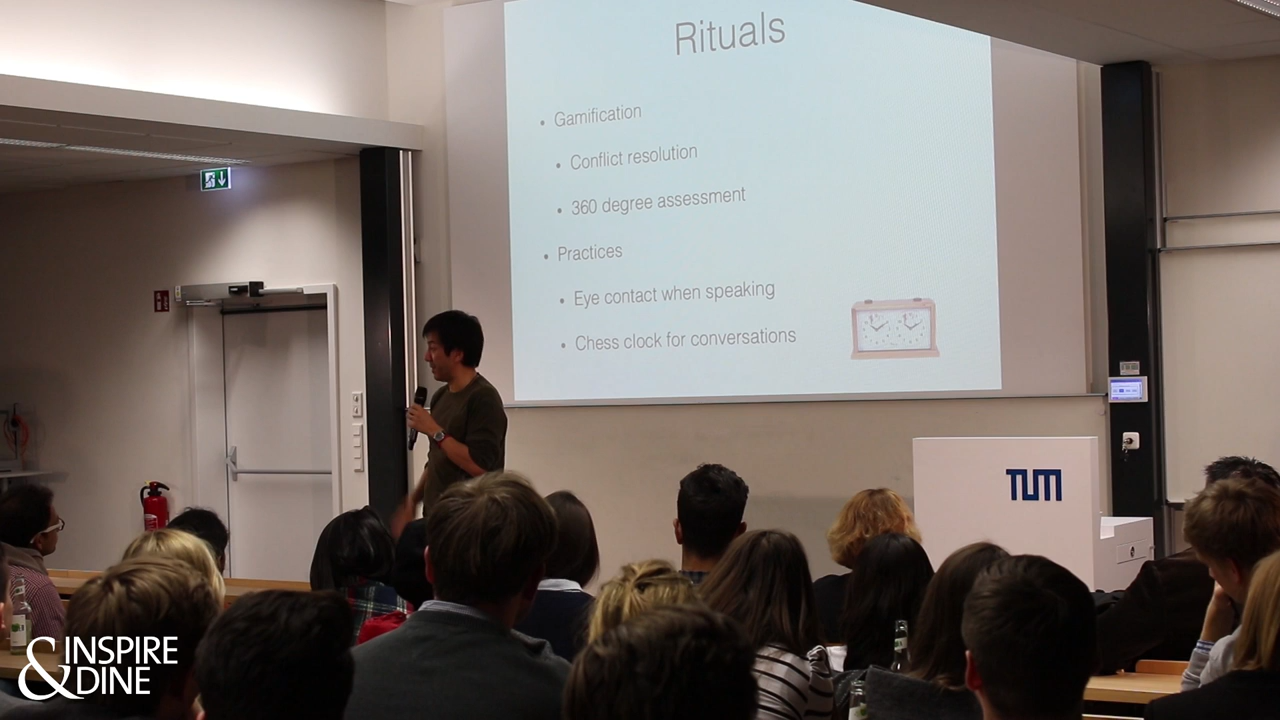 Rituals
• Gamification
• Conflict resolution
• 360 degree assessment
• Practices
• Eye contact when speaking
• Chess clock for conversations
TUM
& INSPIRE
DINE